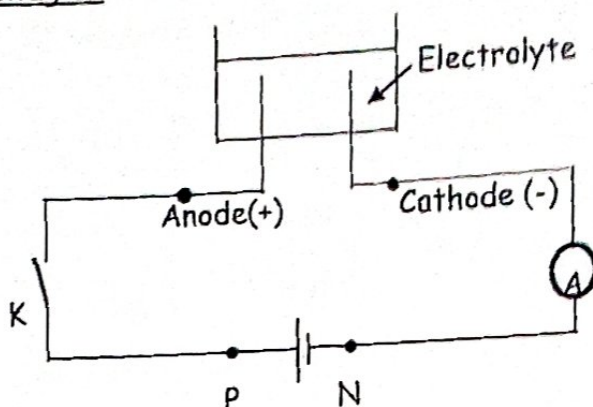 Electrolyte
Anode(+)
Cathode (-)
A
K
P
N